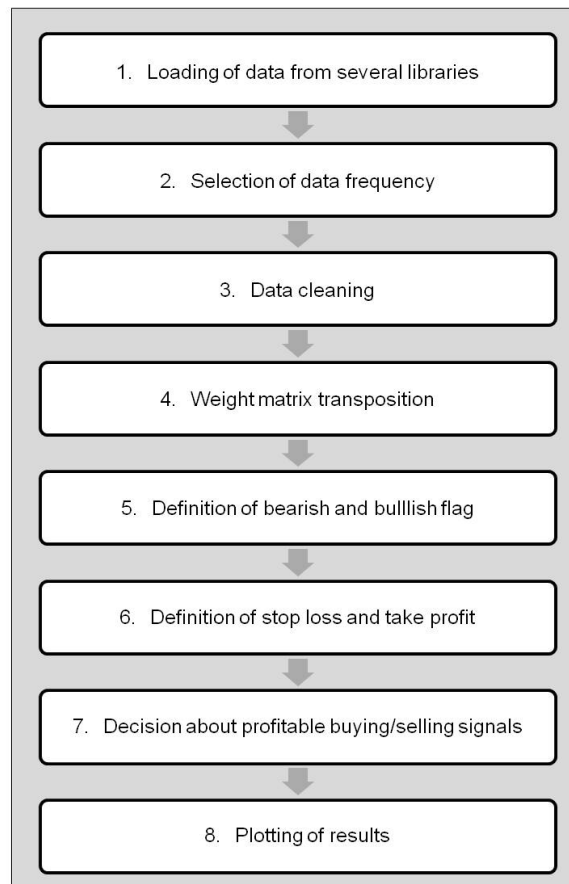 1. Loading of data from several libraries
2. Selection of data frequency
3. Data cleaning
4. Weight matrix transposition
5. Definition of bearish and bulllish flag
6. Definition of stop loss and take profit
7. Decision about profitable buying/selling signals
8. Plotting of results